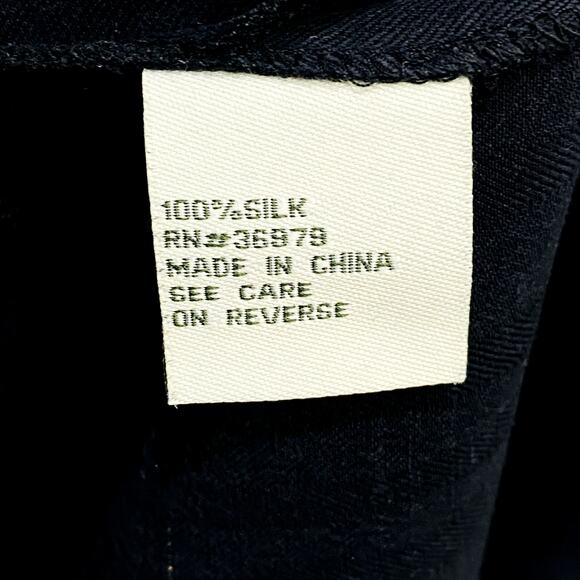 100%SILK
RN#36979
MADE IN CHINA
SEE CARE
ON REVERSE